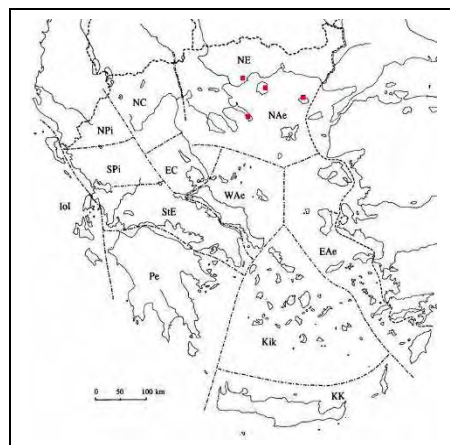 NE
NC
NAe
NPi
SPi
EC
WAe
IoI
StE
EAe
Pe
Kik
KK
0 50 100 km